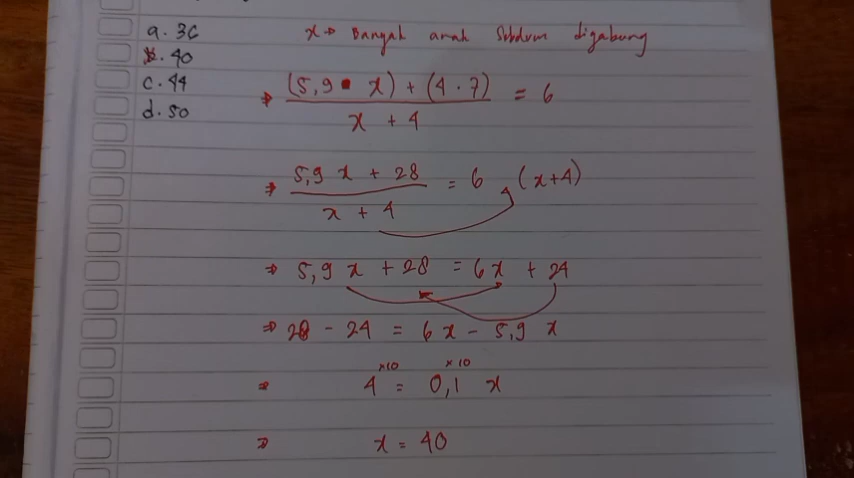 a. 36
b. 40
c. 44
d. 50
x → Banyak anak Sebelum digabung
⇒ (5,9 • x) + (4 . 7) / x + 4 = 6
⇒ 5,9 x + 28 / x + 4 = 6 (x+4)
⇒ 5,9 x + 28 = 6x + 24
⇒ 28 - 24 = 6x - 5,9 x
×10 ×10
⇒ 4 = 0,1 x
⇒ x = 40